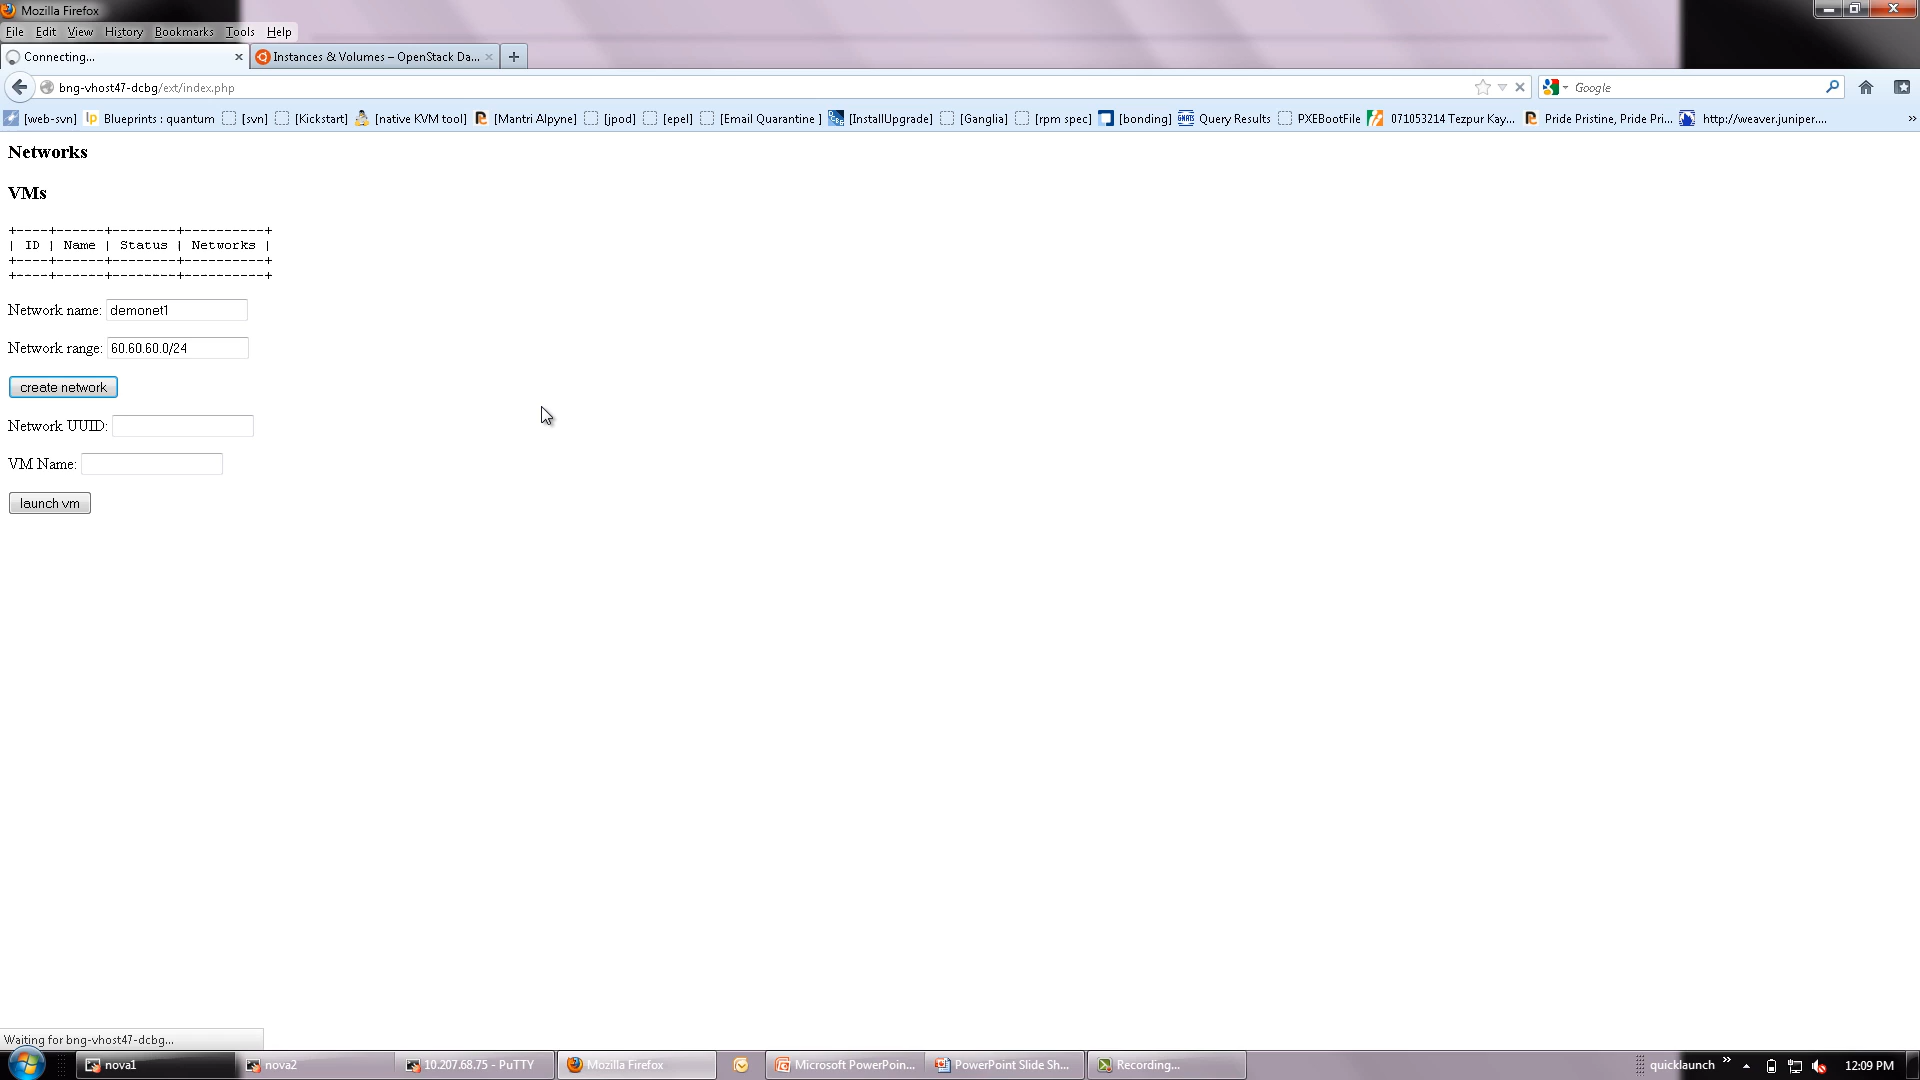 Mozilla Firefox
File Edit View History Bookmarks Tools Help
Connecting... Instances & Volumes – OpenStack Da...
bng-vhost47-dcbg/ext/index.php Google
[web-svn] Blueprints : quantum [svn] [Kickstart] [native KVM tool] [Mantri Alpyne] [jpod] [epel] [Email Quarantine ] [InstallUpgrade] [Ganglia] [rpm spec] [bonding] Query Results PXEBootFile 071053214 Tezpur Kay... Pride Pristine, Pride Pri... http://weaver.juniper.... »
Networks
VMs
+----+------+--------+----------+
| ID | Name | Status | Networks |
+----+------+--------+----------+
+----+------+--------+----------+
Network name: demonet1
Network range: 60.60.60.0/24
create network
Network UUID:
VM Name:
launch vm
Waiting for bng-vhost47-dcbg...
nova1 nova2 10.207.68.75 - PuTTY Mozilla Firefox Microsoft PowerPoin... PowerPoint Slide Sh... Recording... quicklaunch » 12:09 PM